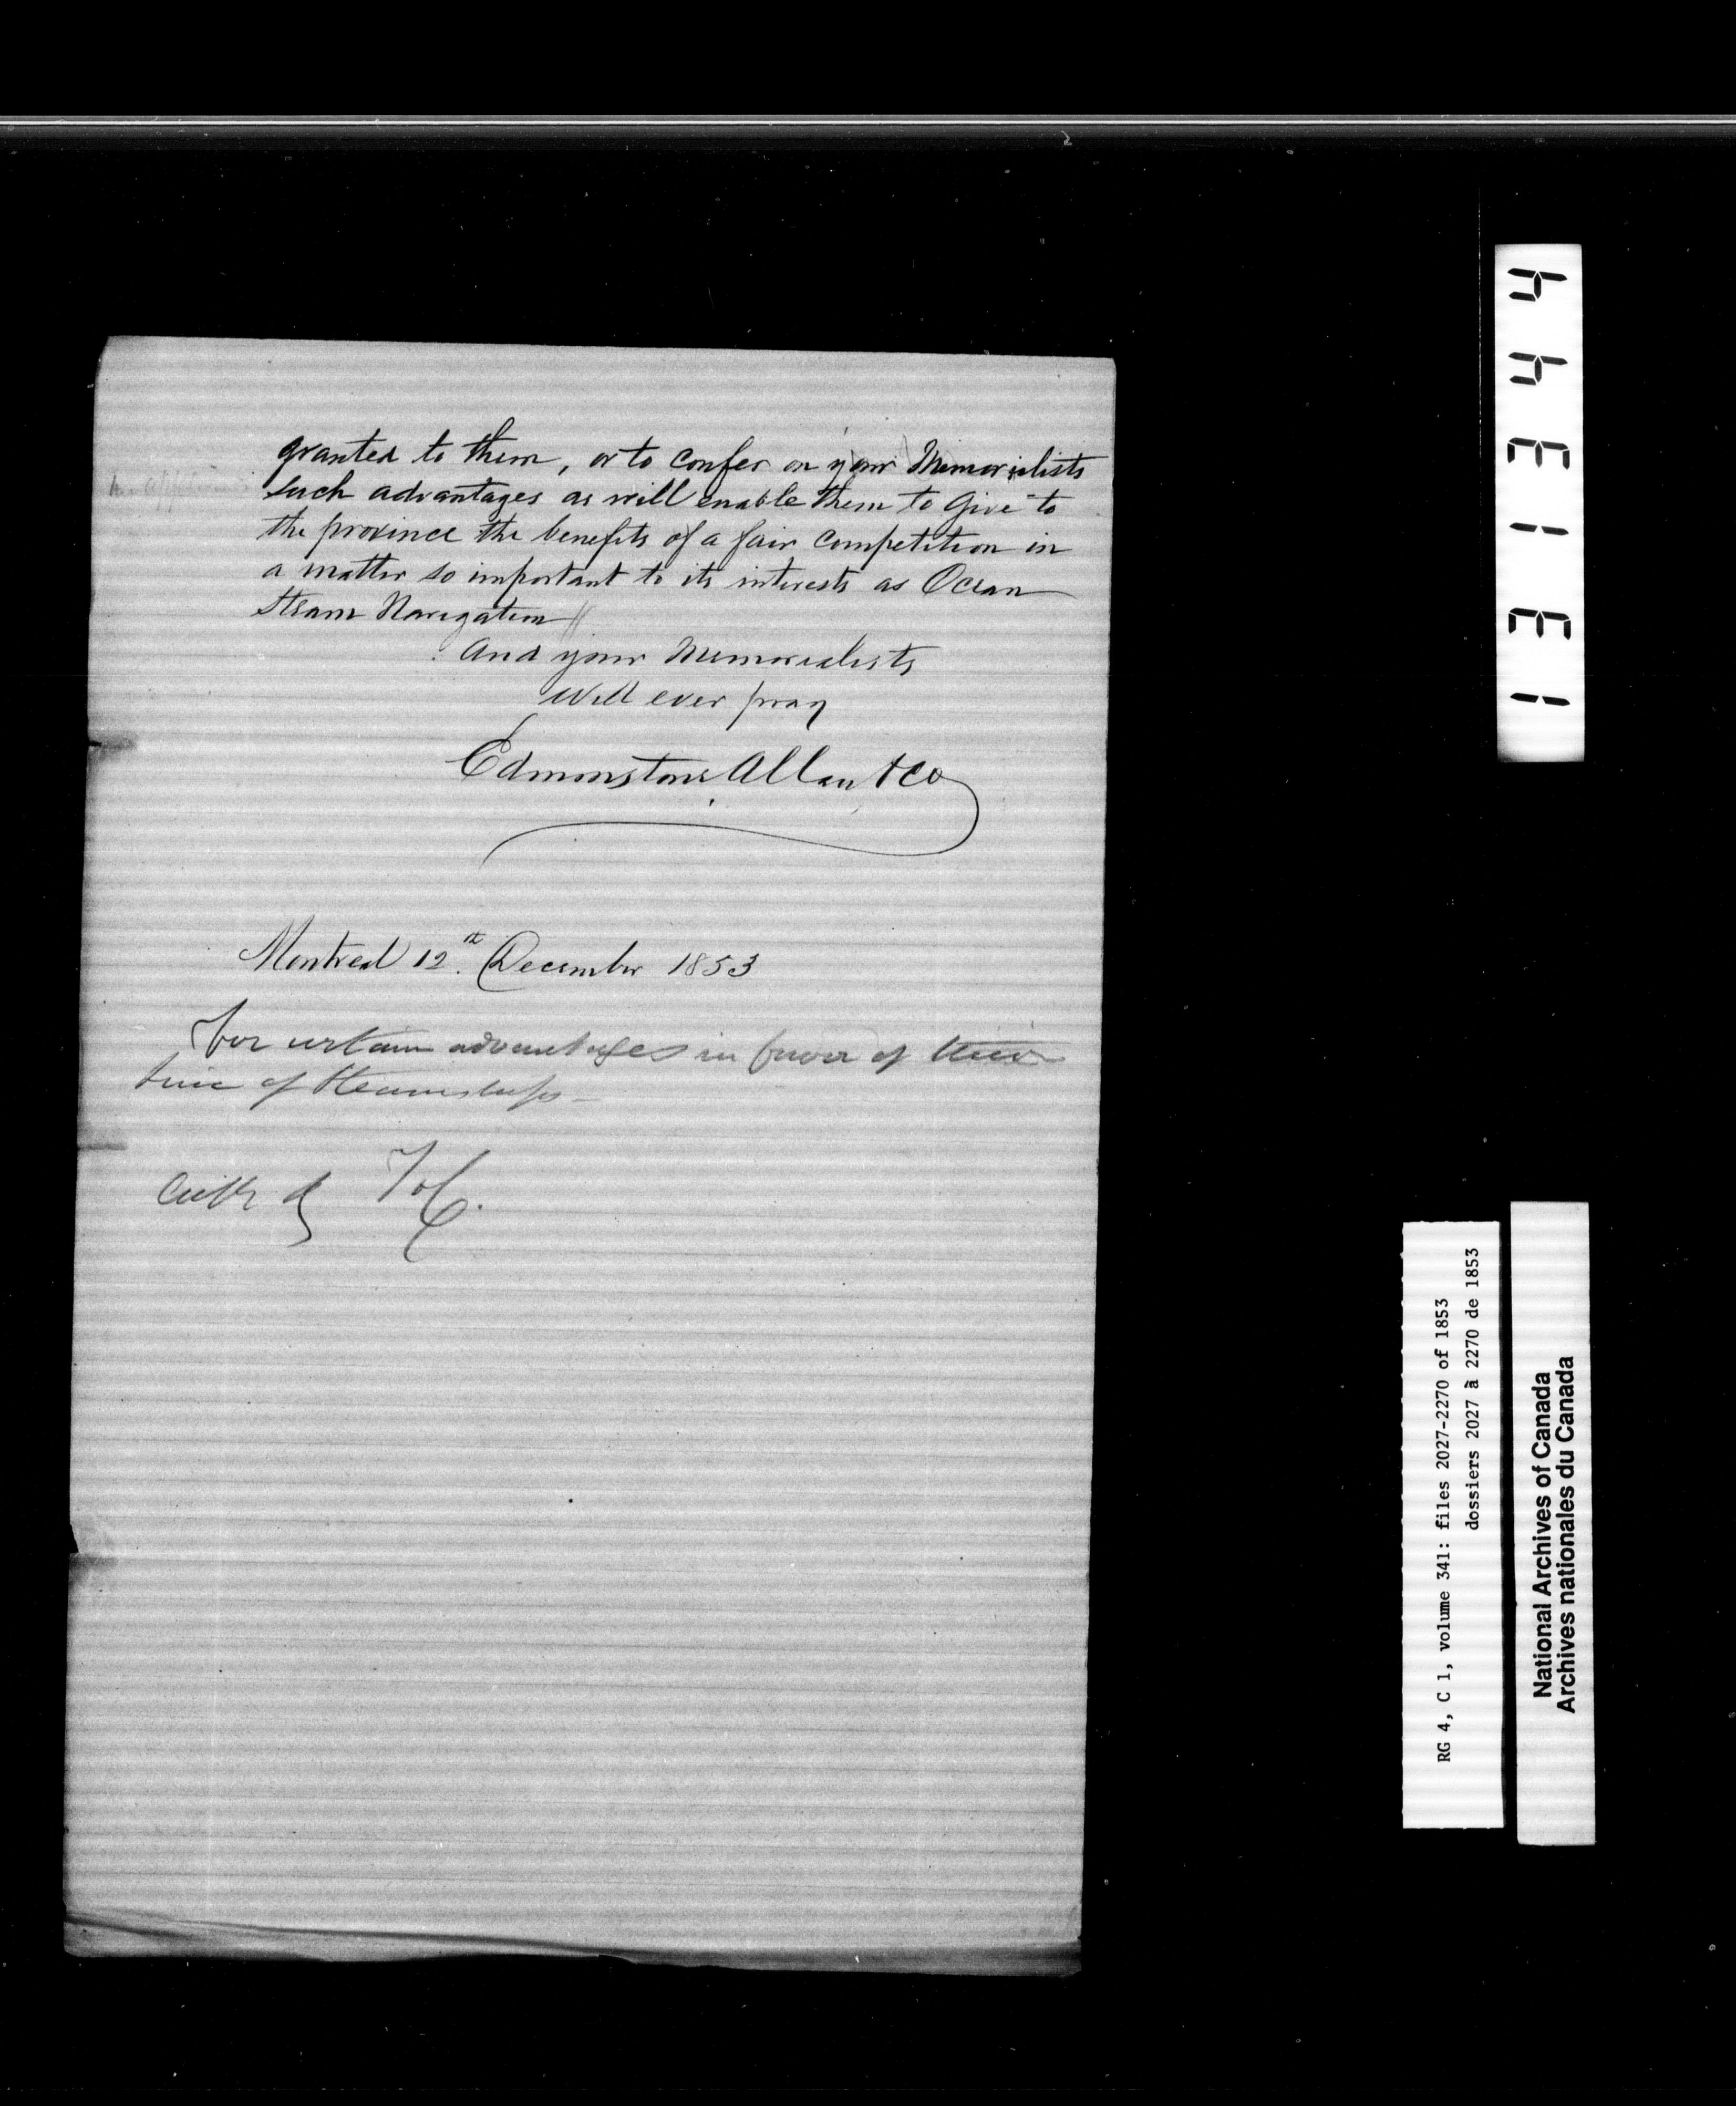 granted to them, or to confer on your Memorialists
such advantages as will enable them to give to
the province the benefits of a fair competition in
a matter so important to its interests as Ocean
Steam Navigation //
And your Memorialists
Will ever pray
Edmonstone Allan & Co
Montreal 12th December 1853
For certain advantages in favor of their
line of Steamships -
113144
RG 4, C 1, volume 341: files 2027-2270 of 1853
dossiers 2027 à 2270 de 1853
National Archives of Canada
Archives nationales du Canada